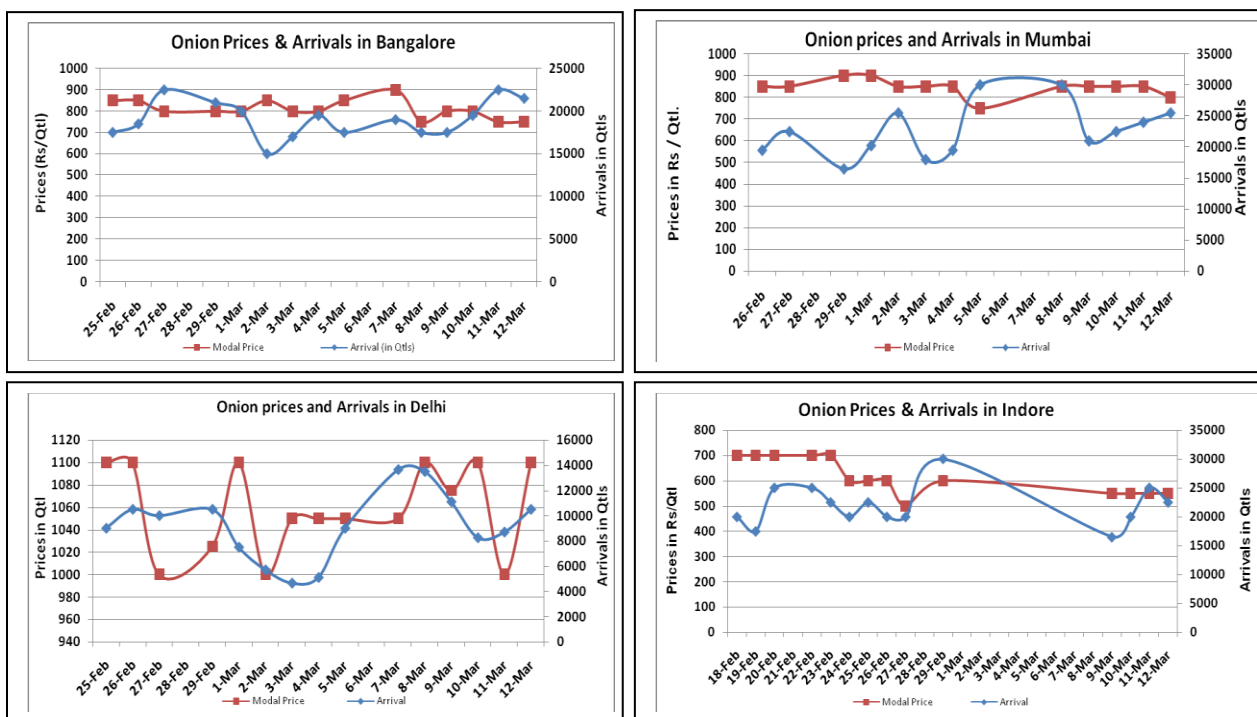 Onion Prices & Arrivals in Bangalore
Prices (Rs/Qtl)
1000
900
800
700
600
500
400
300
200
100
0
25000
20000
15000
10000
5000
0
Arrivals in Qtls
25-Feb
26-Feb
27-Feb
28-Feb
29-Feb
1-Mar
2-Mar
3-Mar
4-Mar
5-Mar
6-Mar
7-Mar
8-Mar
9-Mar
10-Mar
11-Mar
12-Mar
Modal Price
Arrival (in Qtls)
Onion prices and Arrivals in Mumbai
Prices in Rs / Qtl.
1000
900
800
700
600
500
400
300
200
100
0
35000
30000
25000
20000
15000
10000
5000
0
Arrivals in Qtls
26-Feb
27-Feb
28-Feb
29-Feb
1-Mar
2-Mar
3-Mar
4-Mar
5-Mar
6-Mar
7-Mar
8-Mar
9-Mar
10-Mar
11-Mar
12-Mar
Modal Price
Arrival
Onion prices and Arrivals in Delhi
Prices in Qtl
1120
1100
1080
1060
1040
1020
1000
980
960
940
16000
14000
12000
10000
8000
6000
4000
2000
0
Arrivals in Qtls
25-Feb
26-Feb
27-Feb
28-Feb
29-Feb
1-Mar
2-Mar
3-Mar
4-Mar
5-Mar
6-Mar
7-Mar
8-Mar
9-Mar
10-Mar
11-Mar
12-Mar
Modal Price
Arrival
Onion Prices & Arrivals in Indore
Prices in Rs/Qtl
800
700
600
500
400
300
200
100
0
35000
30000
25000
20000
15000
10000
5000
0
Arrivals in Qtls
18-Feb
19-Feb
20-Feb
21-Feb
22-Feb
23-Feb
24-Feb
25-Feb
26-Feb
27-Feb
28-Feb
29-Feb
1-Mar
2-Mar
3-Mar
4-Mar
5-Mar
6-Mar
7-Mar
8-Mar
9-Mar
10-Mar
11-Mar
12-Mar
Modal Price
Arrival